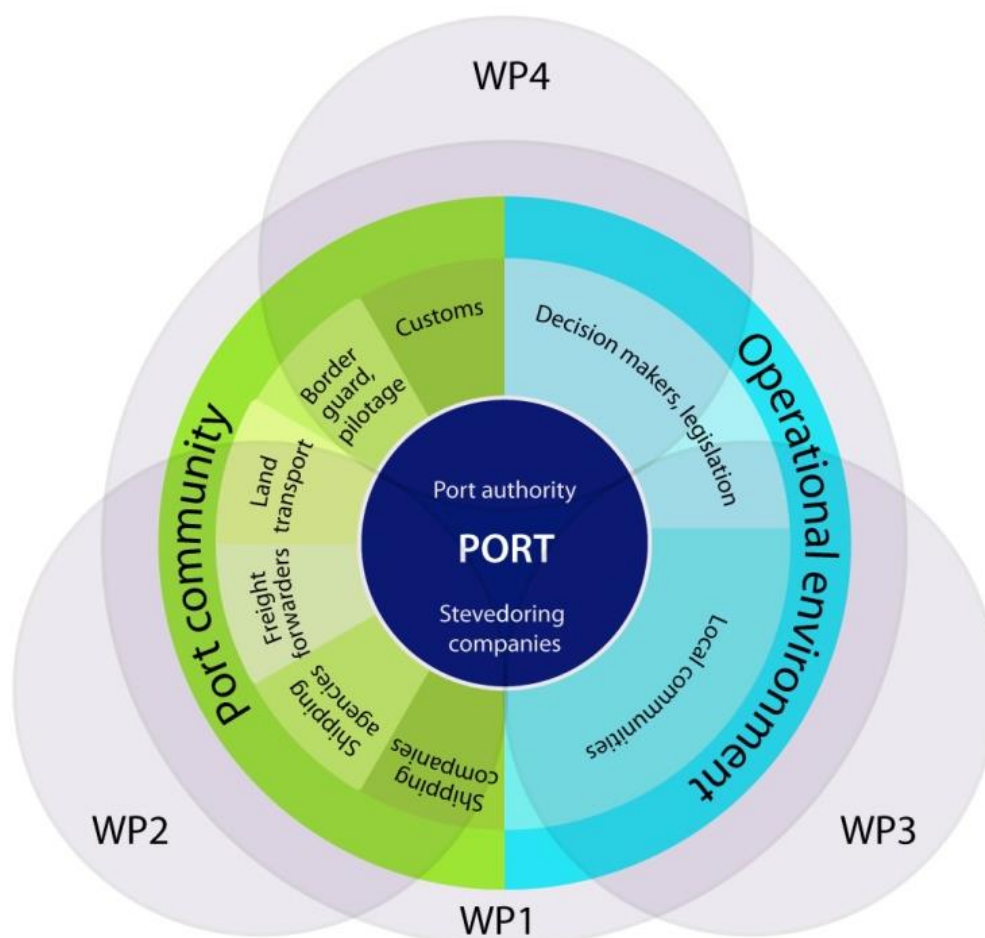 WP4
Customs
Border
guard,
pilotage
Land
transport
Freight
forwarders
Shipping
agencies
Shipping
companies
Port community
Decision makers, legislation
Local communities
Operational environment
Port authority
PORT
Stevedoring
companies
WP2
WP3
WP1